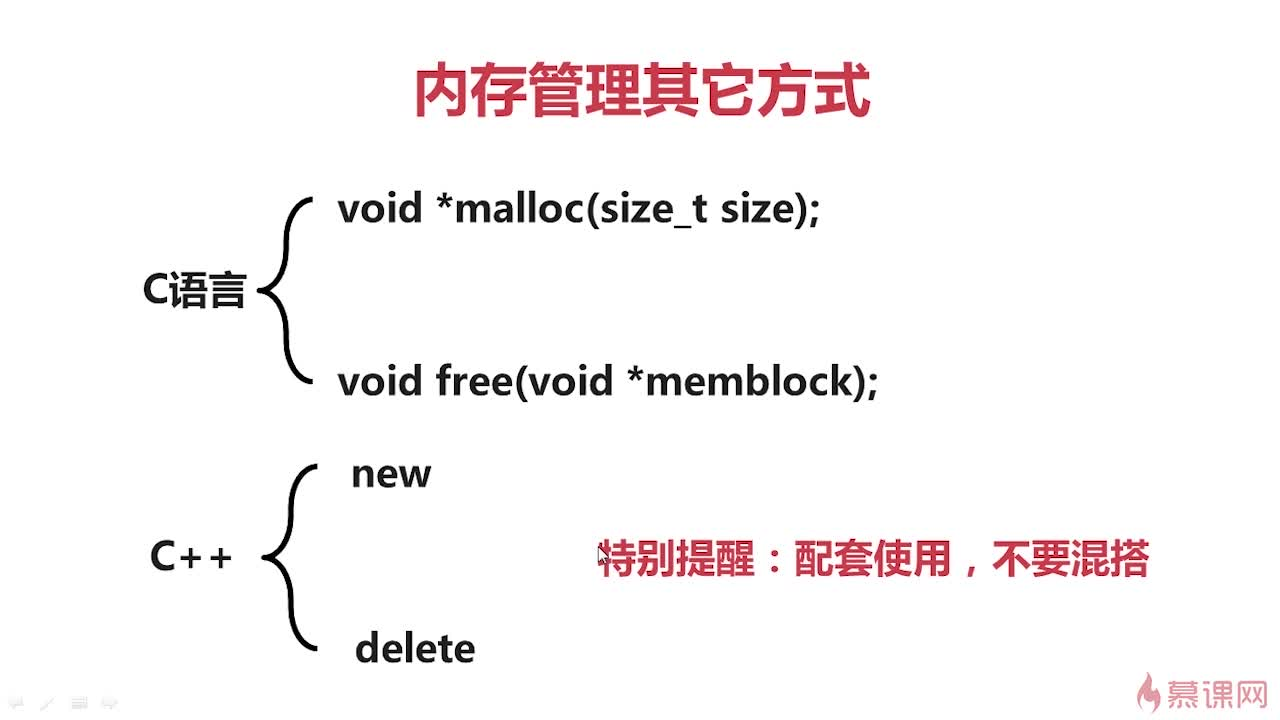 内存管理其它方式
void *malloc(size_t size);
C语言
void free(void *memblock);
new
C++
特别提醒：配套使用，不要混搭
delete
慕课网